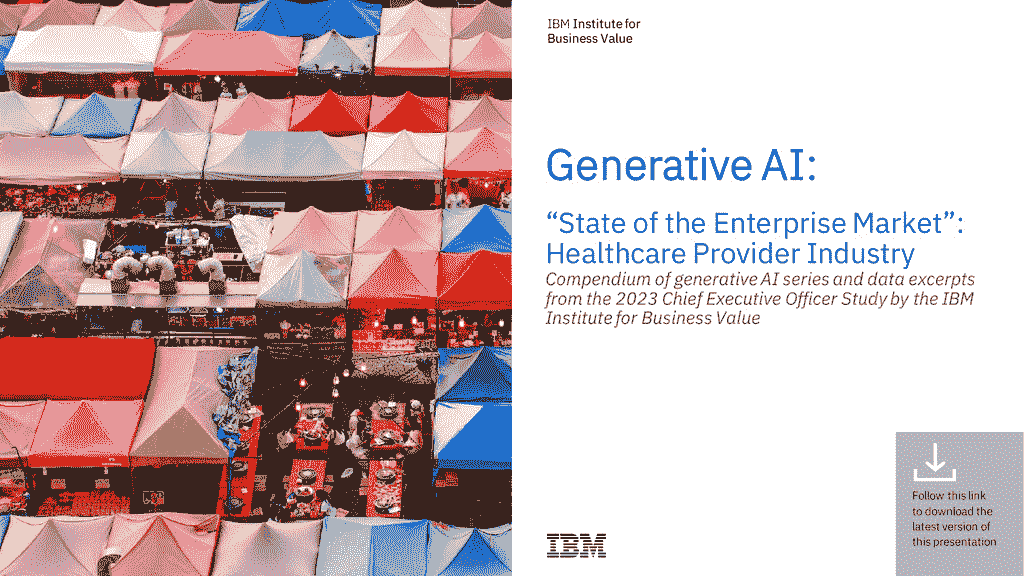 IBM Institute for
Business Value
Generative AI:
“State of the Enterprise Market”:
Healthcare Provider Industry
Compendium of generative AI series and data excerpts
from the 2023 Chief Executive Officer Study by the IBM
Institute for Business Value
Follow this link
to download the
latest version of
this presentation
IBM